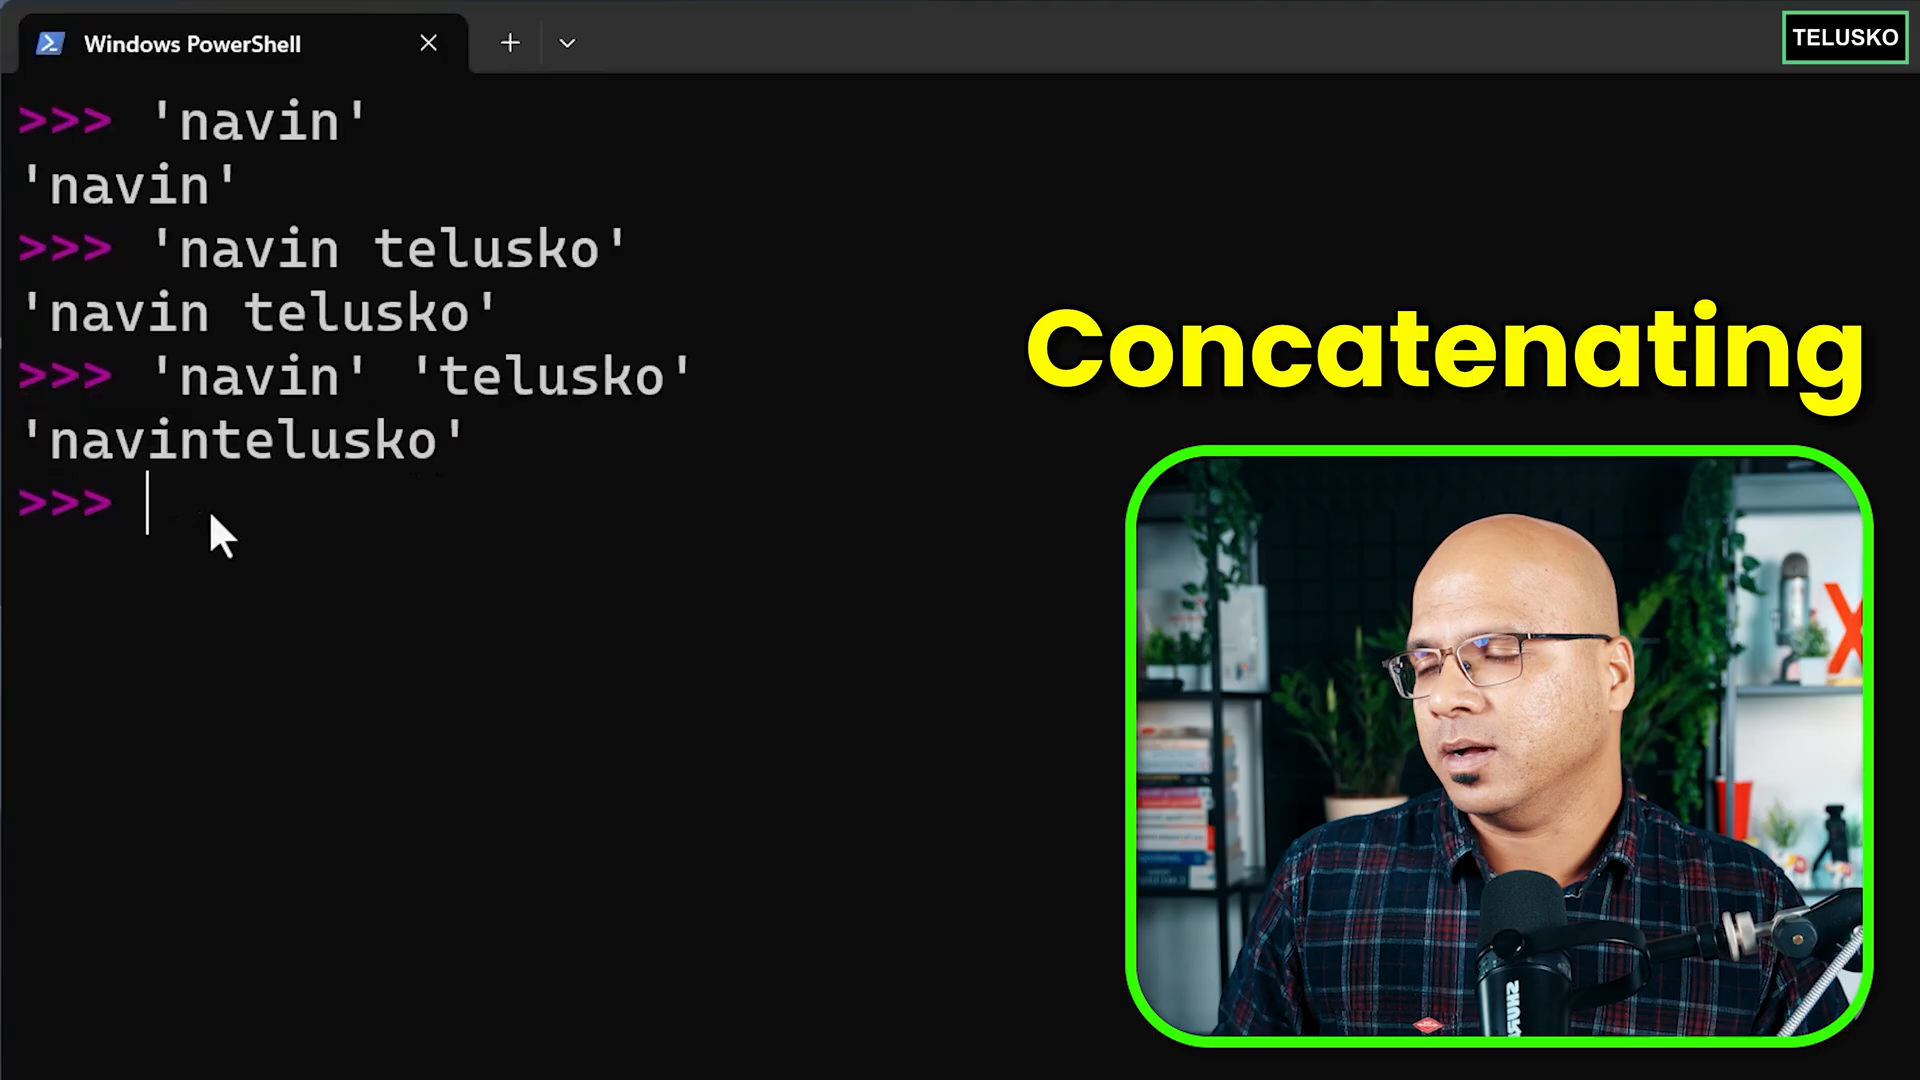 Windows PowerShell
TELUSKO
>>> 'navin'
'navin'
>>> 'navin telusko'
'navin telusko'
>>> 'navin' 'telusko'
'navintelusko'
>>>
Concatenating
X